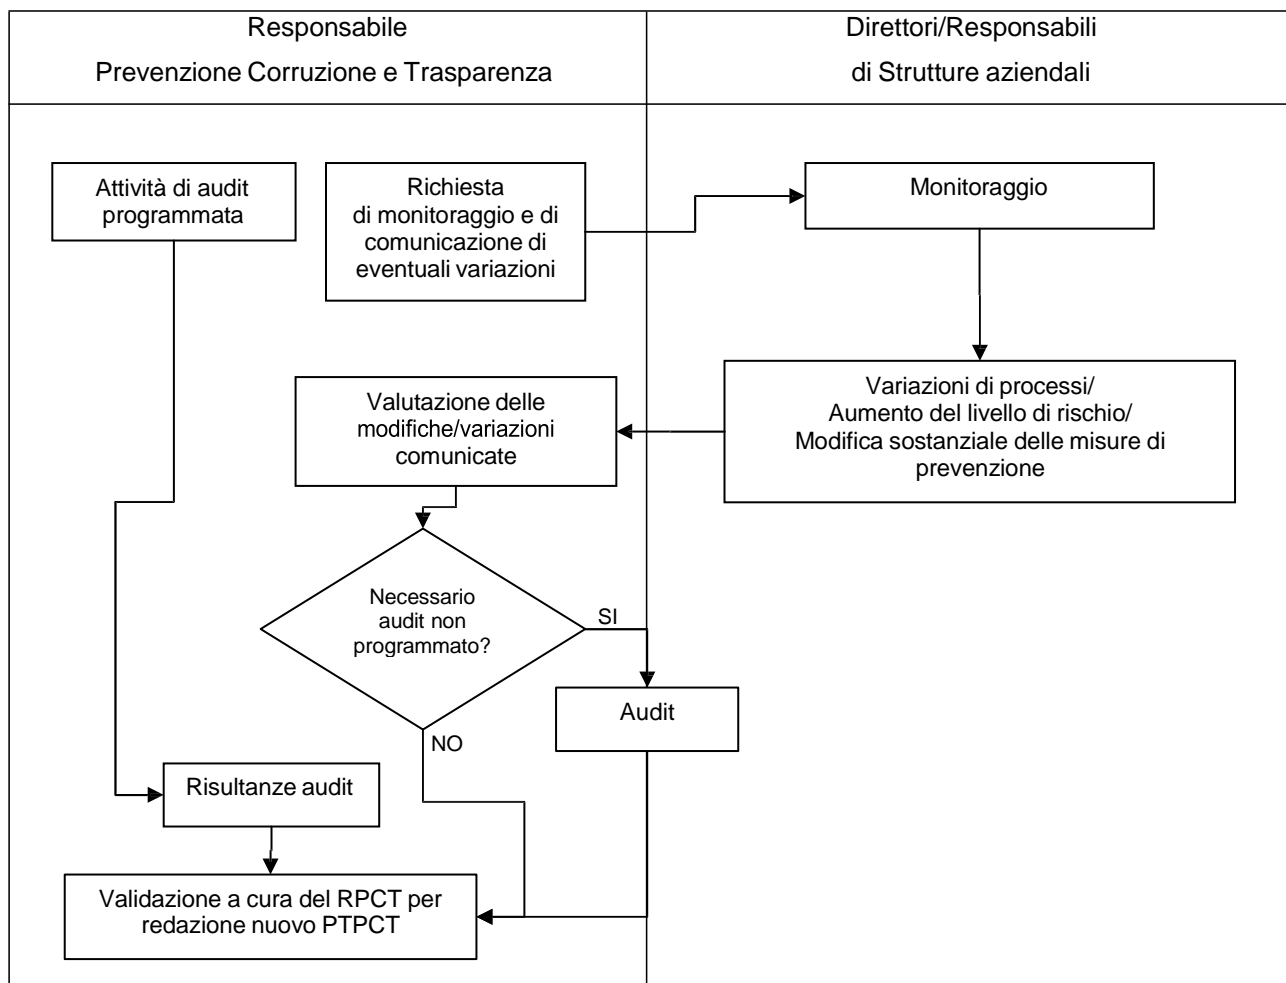 Responsabile
Prevenzione Corruzione e Trasparenza
Direttori/Responsabili
di Strutture aziendali
Attività di audit
programmata
Richiesta
di monitoraggio e di
comunicazione di
eventuali variazioni
Monitoraggio
Valutazione delle
modifiche/variazioni
comunicate
Variazioni di processi/
Aumento del livello di rischio/
Modifica sostanziale delle misure di
prevenzione
Necessario
audit non
programmato?
SI
NO
Audit
Risultanze audit
Validazione a cura del RPCT per
redazione nuovo PTPCT